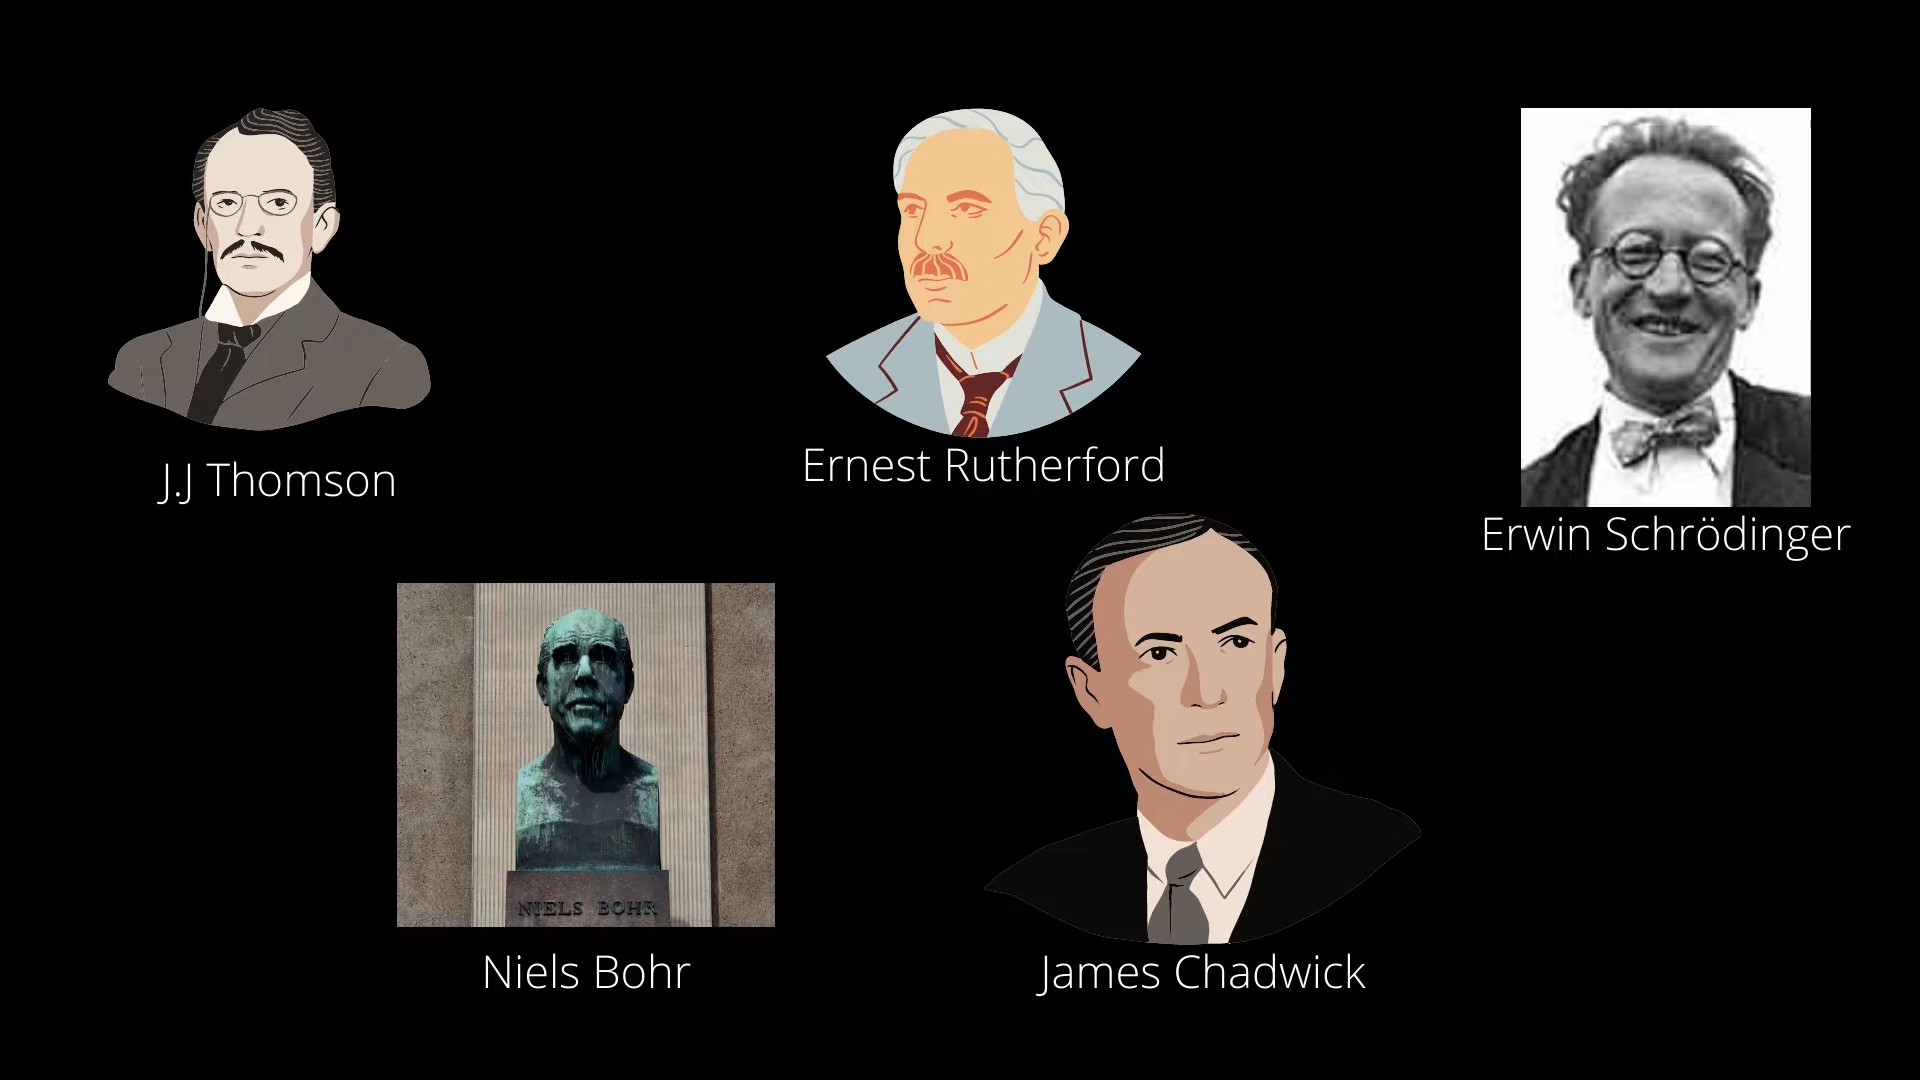 J.J Thomson
Ernest Rutherford
Erwin Schrödinger
NIELS BOHR
Niels Bohr
James Chadwick